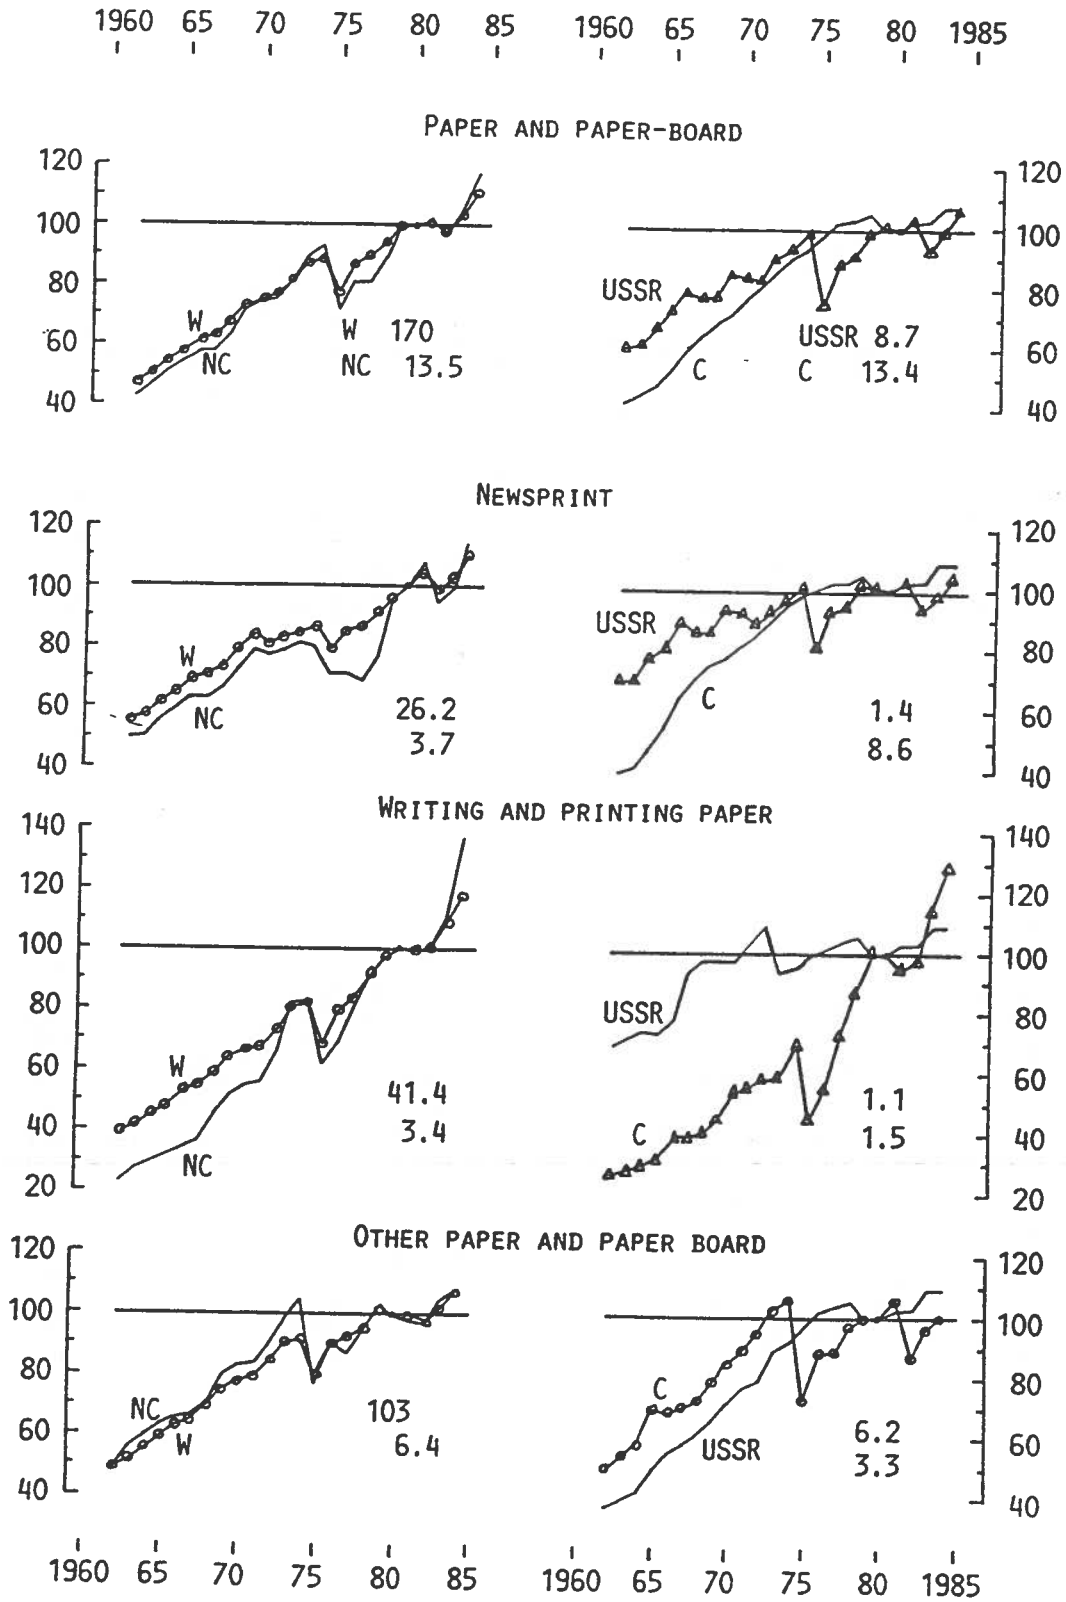 1960 65 70 75 80 85 1960 65 70 75 80 1985
PAPER AND PAPER-BOARD
120 120
100 100
80 USSR 80
W W 170 USSR 8.7
60 60
NC NC 13.5 C C 13.4
40 40
NEWSPRINT
120 120
100 100
USSR
80 80
W
60 NC 26.2 C 1.4 60
3.7 8.6
40 40
WRITING AND PRINTING PAPER
140 140
120 120
100 100
USSR
80 80
60 W 60
41.4 1.1
40 3.4 C 1.5 40
NC
20 20
OTHER PAPER AND PAPER BOARD
120 120
100 100
80 80
NC 103 C
60 W 6.4 USSR 6.2 60
3.3
40 40
1960 65 70 75 80 85 1960 65 70 75 80 1985